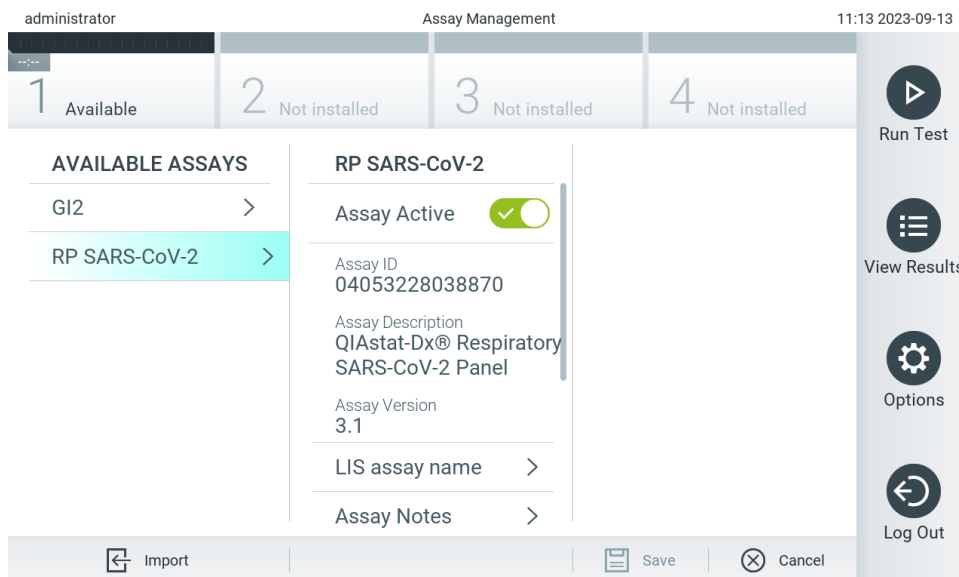 administrator
Assay Management
11:13 2023-09-13
--:--
1 Available
2 Not installed
3 Not installed
4 Not installed
Run Test
View Results
Options
Log Out
AVAILABLE ASSAYS
GI2
RP SARS-CoV-2
RP SARS-CoV-2
Assay Active
Assay ID
04053228038870
Assay Description
QIAstat-Dx® Respiratory
SARS-CoV-2 Panel
Assay Version
3.1
LIS assay name
Assay Notes
Import
Save
Cancel